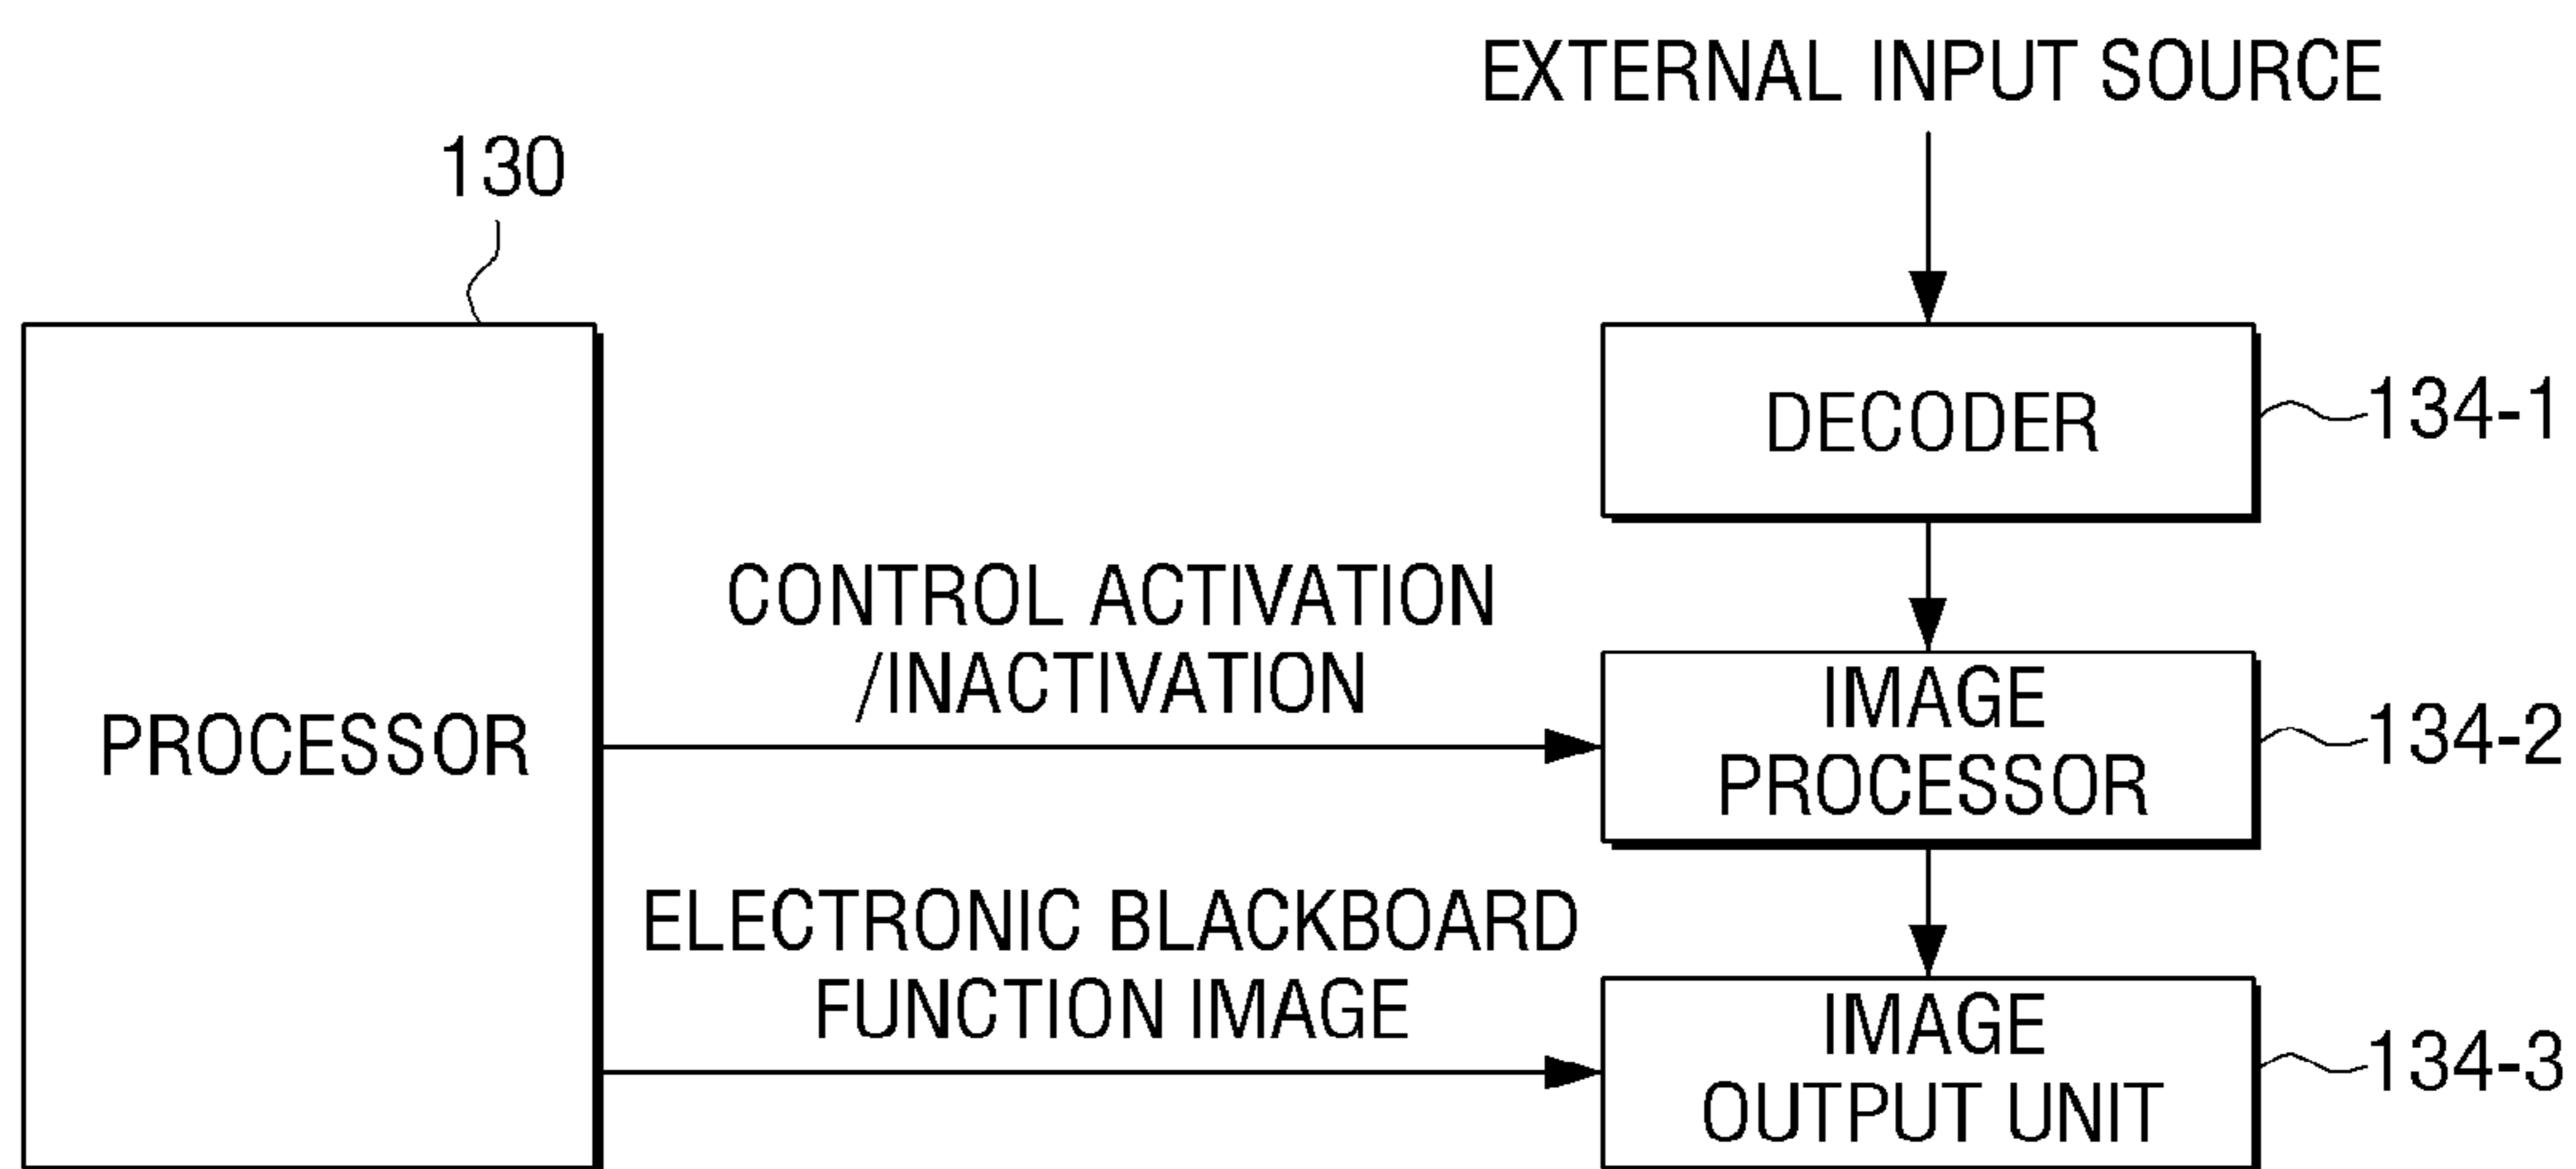 EXTERNAL INPUT SOURCE
130
DECODER
134-1
CONTROL ACTIVATION
/INACTIVATION
PROCESSOR
IMAGE
PROCESSOR
134-2
ELECTRONIC BLACKBOARD
FUNCTION IMAGE
IMAGE
OUTPUT UNIT
134-3